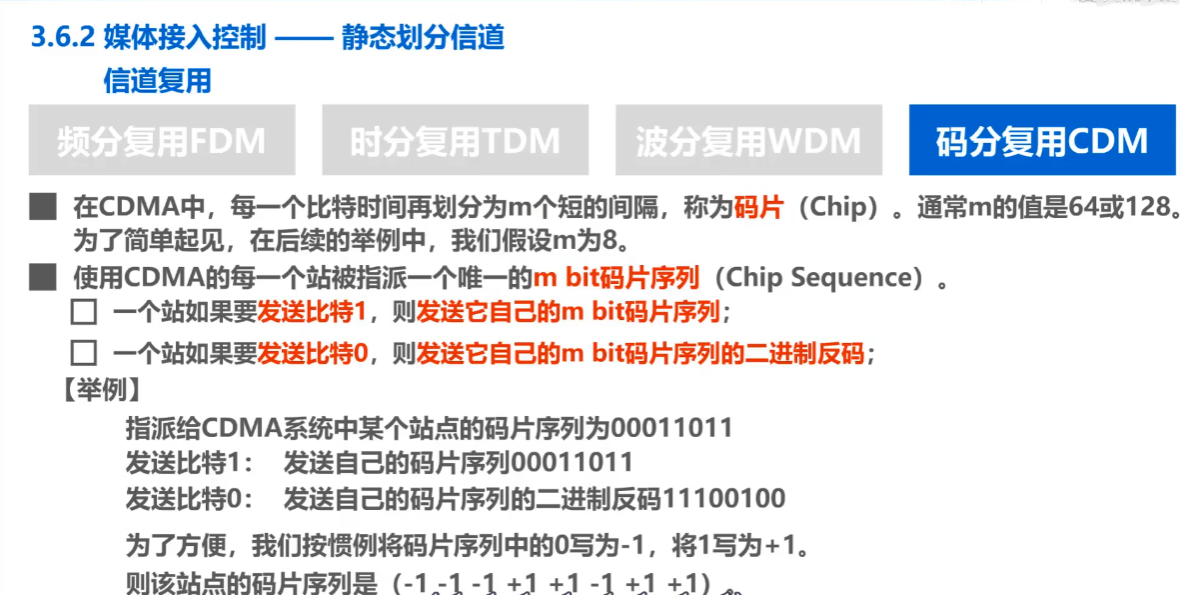 3.6.2 媒体接入控制 —— 静态划分信道
信道复用
频分复用FDM 时分复用TDM 波分复用WDM 码分复用CDM
在CDMA中，每一个比特时间再划分为m个短的间隔，称为码片（Chip）。通常m的值是64或128。
为了简单起见，在后续的举例中，我们假设m为8。
使用CDMA的每一个站被指派一个唯一的m bit码片序列（Chip Sequence）。
一个站如果要发送比特1，则发送它自己的m bit码片序列；
一个站如果要发送比特0，则发送它自己的m bit码片序列的二进制反码；
【举例】
指派给CDMA系统中某个站点的码片序列为00011011
发送比特1： 发送自己的码片序列00011011
发送比特0： 发送自己的码片序列的二进制反码11100100
为了方便，我们按惯例将码片序列中的0写为-1，将1写为+1。
则该站点的码片序列是（-1 -1 -1 +1 +1 -1 +1 +1）。